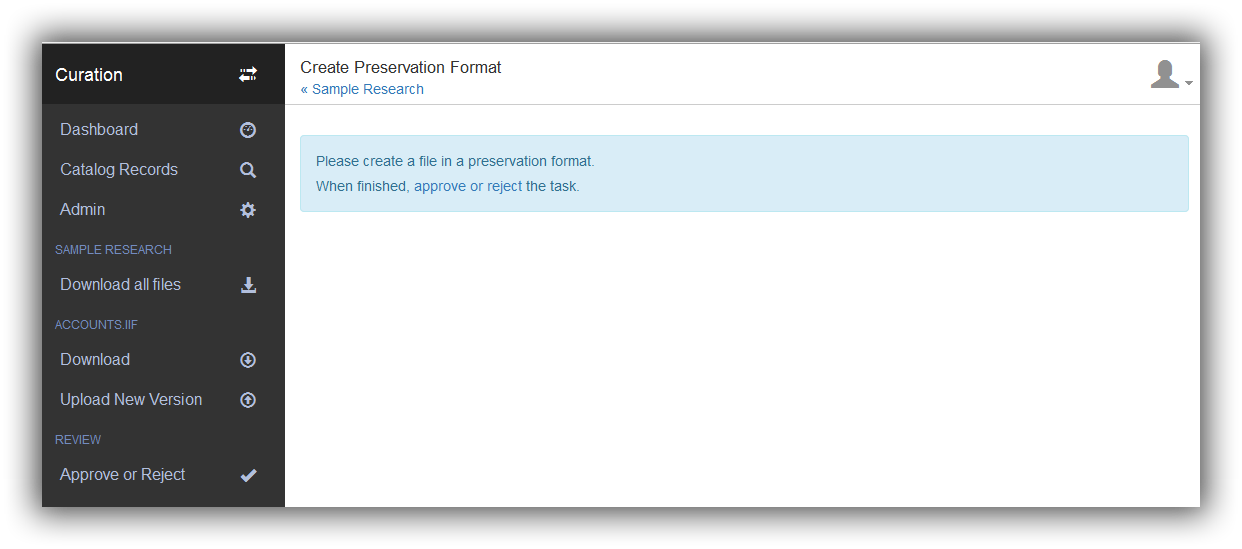 Curation
Dashboard
Catalog Records
Admin
SAMPLE RESEARCH
Download all files
ACCOUNTS.IIF
Download
Upload New Version
REVIEW
Approve or Reject
Create Preservation Format
« Sample Research
Please create a file in a preservation format.
When finished, approve or reject the task.